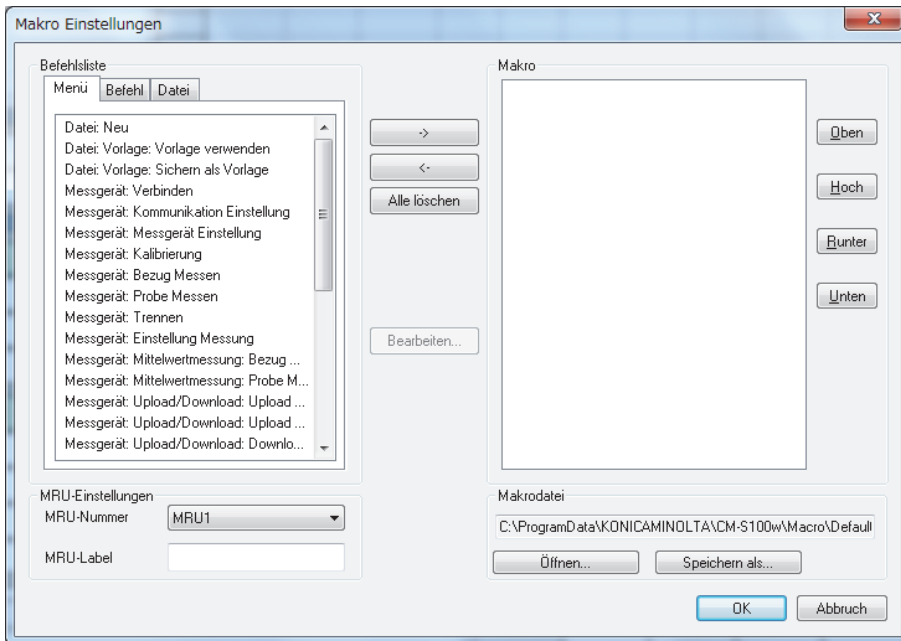 Makro Einstellungen
Befehlsliste
Menü Befehl Datei
Datei: Neu
Datei: Vorlage: Vorlage verwenden
Datei: Vorlage: Sichern als Vorlage
Messgerät: Verbinden
Messgerät: Kommunikation Einstellung
Messgerät: Messgerät Einstellung
Messgerät: Kalibrierung
Messgerät: Bezug Messen
Messgerät: Probe Messen
Messgerät: Trennen
Messgerät: Einstellung Messung
Messgerät: Mittelwertmessung: Bezug ...
Messgerät: Mittelwertmessung: Probe M...
Messgerät: Upload/Download: Upload ...
Messgerät: Upload/Download: Upload ...
Messgerät: Upload/Download: Downlo...
->
<-
Alle löschen
Bearbeiten...
Makro
Oben
Hoch
Runter
Unten
MRU-Einstellungen
MRU-Nummer MRU1
MRU-Label
Makrodatei
C:\ProgramData\KONICAMINOLTA\CM-S100w\Macro\Default
Öffnen... Speichern als...
OK Abbruch